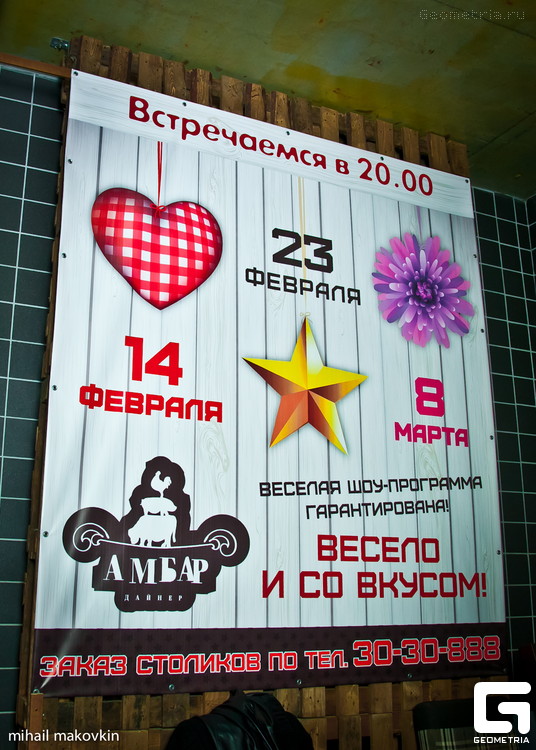 Geometria.ru
Встречаемся в 20.00
23
ФЕВРАЛЯ
14
ФЕВРАЛЯ
8
МАРТА
ВЕСЕЛАЯ ШОУ-ПРОГРАММА
ГАРАНТИРОВАНА!
ВЕСЕЛО
И СО ВКУСОМ!
АМБАР
ДАЙНЕР
ЗАКАЗ СТОЛИКОВ ПО ТЕЛ. 30-30-888
mihail makovkin
GEOMETRIA